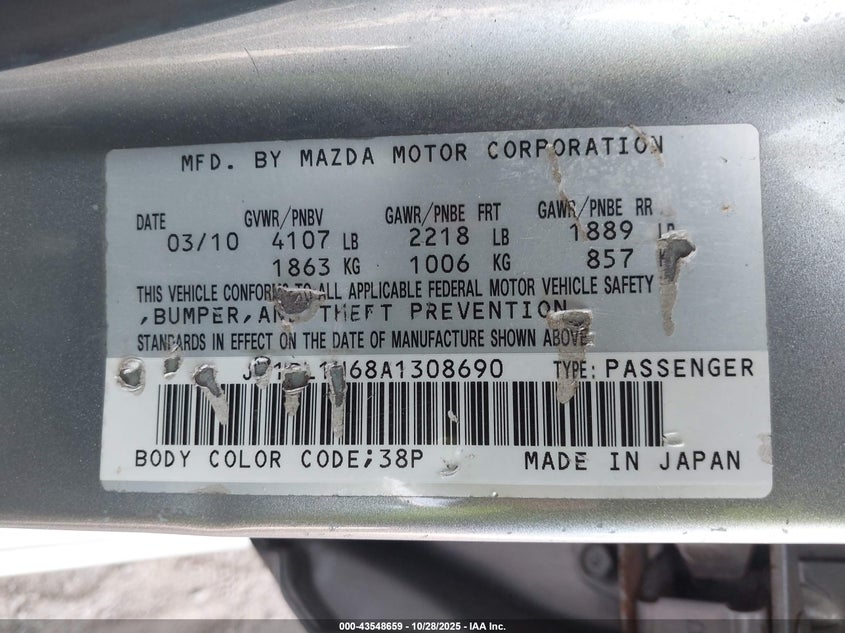 MFD. BY MAZDA MOTOR CORPORATION
DATE GVWR/PNBV GAWR/PNBE FRT GAWR/PNBE RR
03/10 4107 LB 2218 LB 1889 LB
1863 KG 1006 KG 857
THIS VEHICLE CONFORMS TO ALL APPLICABLE FEDERAL MOTOR VEHICLE SAFETY
,BUMPER,AND THEFT PREVENTION
STANDARDS IN EFFECT ON THE DATE OF MANUFACTURE SHOWN ABOVE.
TYPE: PASSENGER
BODY COLOR CODE;38P MADE IN JAPAN
000-43548659 | 10/28/2025 - IAA Inc.